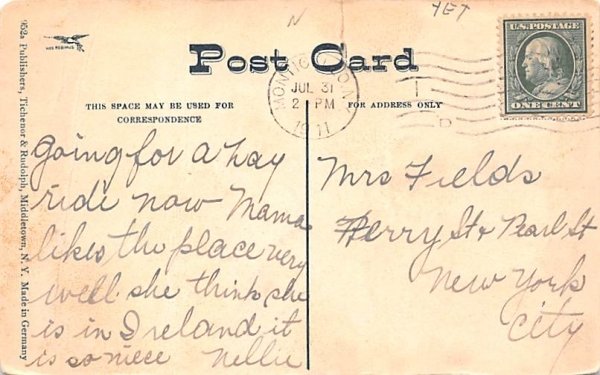 N
YET
Post Card
U.S. POSTAGE
ONE CENT
JUL 31
2 PM
1911
THIS SPACE MAY BE USED FOR
CORRESPONDENCE
FOR ADDRESS ONLY
952a Publishers, Tichenor & Rudolph, Middletown, N. Y. Made in Germany
Going for a hay
ride now Mama
likes the place very
well she think she
is in Ireland it
is so niece Nellie
Mrs Fields
Ferry St & Pearl St
New York
City